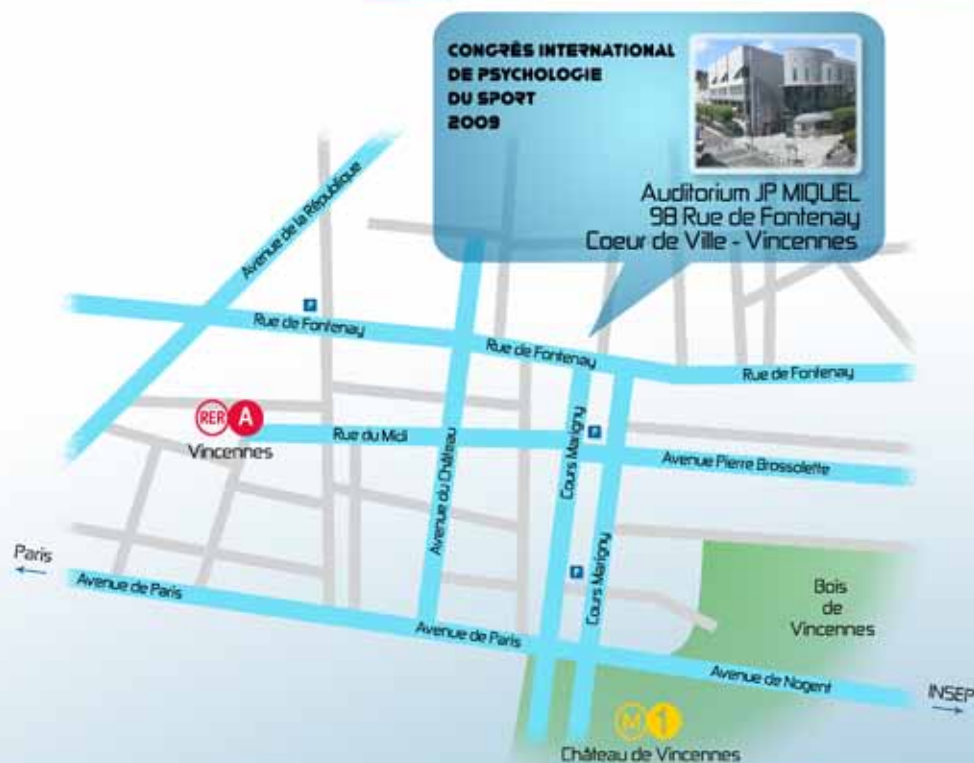 CONGRÈS INTERNATIONAL
DE PSYCHOLOGIE
DU SPORT
2009
Auditorium JP MIQUEL
98 Rue de Fontenay
Coeur de Ville - Vincennes
Avenue de la République
P
Rue de Fontenay
Rue de Fontenay
Rue de Fontenay
RER A
Vincennes
Rue du Midi
P
Avenue Pierre Brossolette
Avenue du Château
Cours Marigny
Cours Marigny
P
Paris
Avenue de Paris
Avenue de Paris
Bois
de
Vincennes
Avenue de Nogent
INSEP
M 1
Château de Vincennes